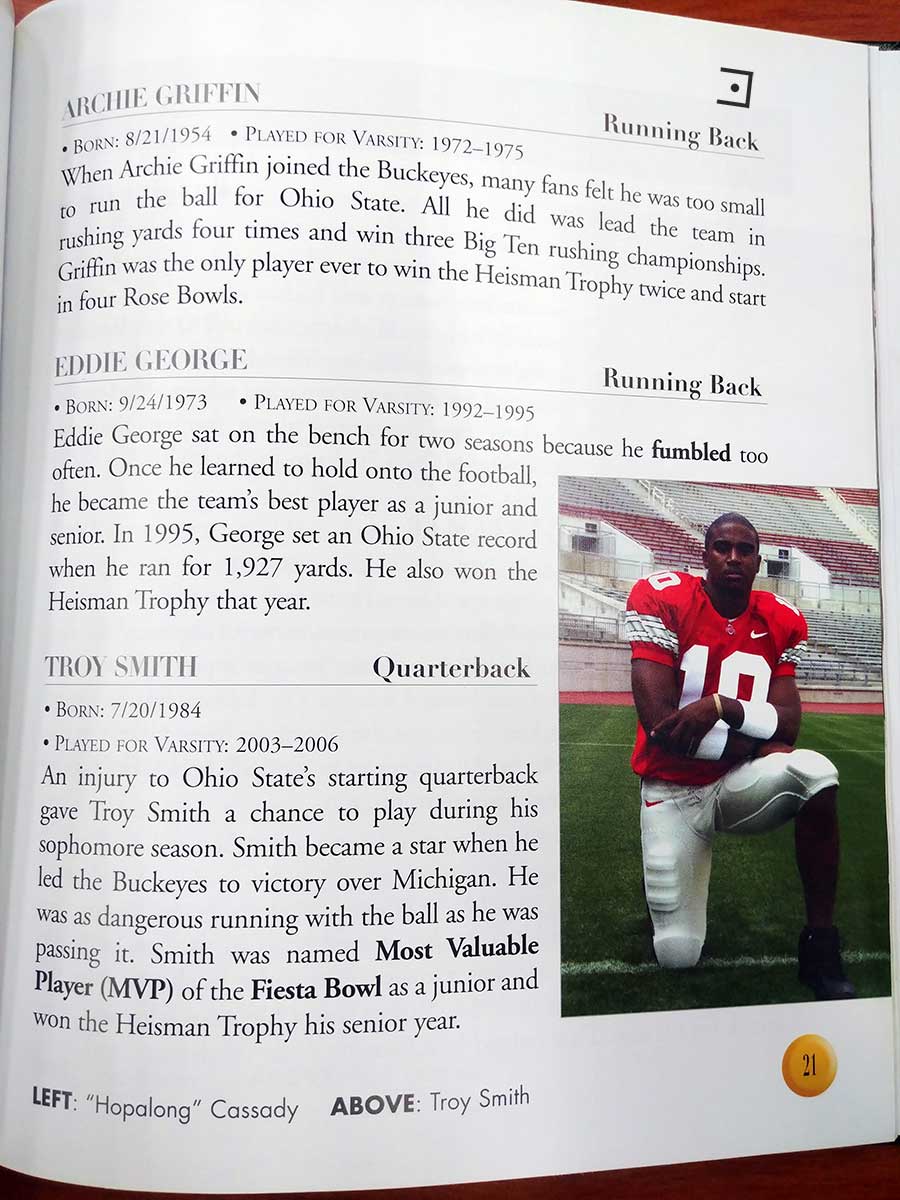 ARCHIE GRIFFIN
Running Back
• BORN: 8/21/1954 • PLAYED FOR VARSITY: 1972–1975
When Archie Griffin joined the Buckeyes, many fans felt he was too small
to run the ball for Ohio State. All he did was lead the team in
rushing yards four times and win three Big Ten rushing championships.
Griffin was the only player ever to win the Heisman Trophy twice and start
in four Rose Bowls.
EDDIE GEORGE
Running Back
• BORN: 9/24/1973 • PLAYED FOR VARSITY: 1992–1995
Eddie George sat on the bench for two seasons because he fumbled too
often. Once he learned to hold onto the football,
he became the team's best player as a junior and
senior. In 1995, George set an Ohio State record
when he ran for 1,927 yards. He also won the
Heisman Trophy that year.
TROY SMITH Quarterback
• BORN: 7/20/1984
• PLAYED FOR VARSITY: 2003–2006
An injury to Ohio State's starting quarterback
gave Troy Smith a chance to play during his
sophomore season. Smith became a star when he
led the Buckeyes to victory over Michigan. He
was as dangerous running with the ball as he was
passing it. Smith was named Most Valuable
Player (MVP) of the Fiesta Bowl as a junior and
won the Heisman Trophy his senior year.
10
10
21
LEFT: "Hopalong" Cassady ABOVE: Troy Smith